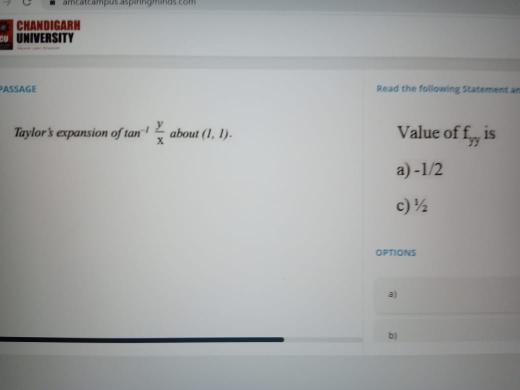 amcatcampus.aspiringminds.com
CU
CHANDIGARH
UNIVERSITY
PASSAGE
Taylor's expansion of tan⁻¹ y/x about (1, 1).
Read the following Statement an
Value of f_yy is
a) -1/2
c) ½
OPTIONS
a)
b)